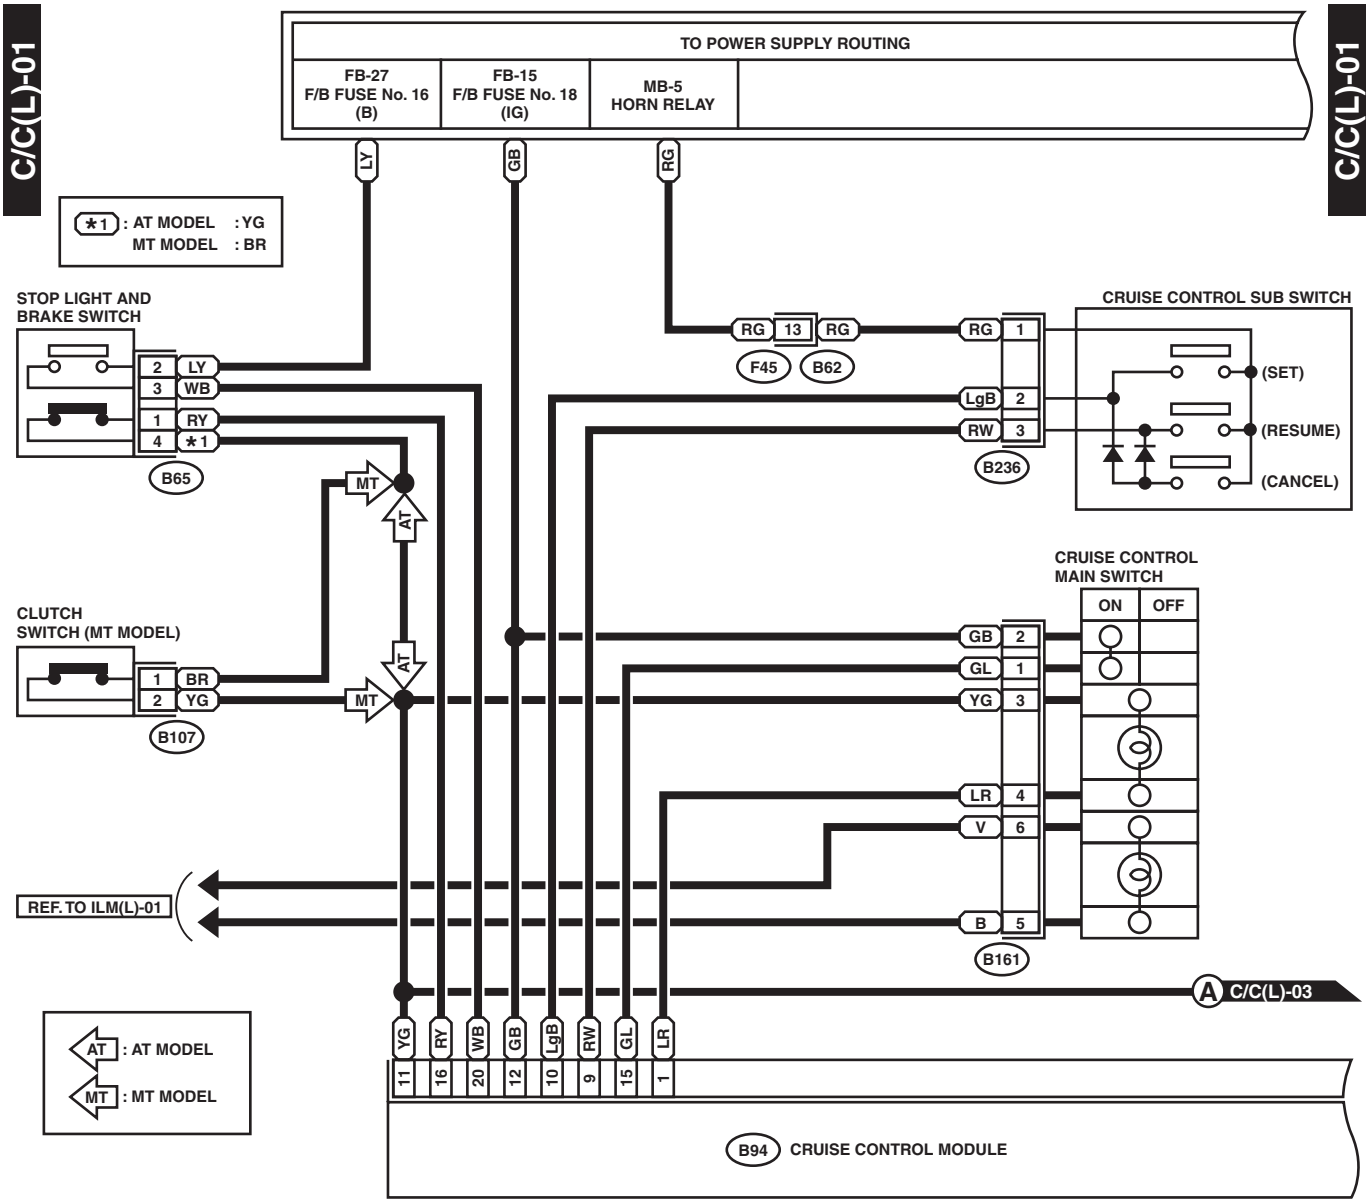 C/C(L)-01
C/C(L)-01
TO POWER SUPPLY ROUTING
FB-27
F/B FUSE No. 16
(B)
FB-15
F/B FUSE No. 18
(IG)
MB-5
HORN RELAY
LY
GB
RG
*1 : AT MODEL : YG
MT MODEL : BR
STOP LIGHT AND
BRAKE SWITCH
2 LY
3 WB
1 RY
4 *1
B65
RG 13 RG
F45 B62
CRUISE CONTROL SUB SWITCH
RG 1
LgB 2
RW 3
B236
(SET)
(RESUME)
(CANCEL)
MT
AT
CLUTCH
SWITCH (MT MODEL)
1 BR
2 YG
B107
AT
MT
CRUISE CONTROL
MAIN SWITCH
ON OFF
GB 2
GL 1
YG 3
LR 4
V 6
B 5
B161
REF. TO ILM(L)-01
A C/C(L)-03
AT : AT MODEL
MT : MT MODEL
YG RY WB GB LgB RW GL LR
11 16 20 12 10 9 15 1
B94 CRUISE CONTROL MODULE